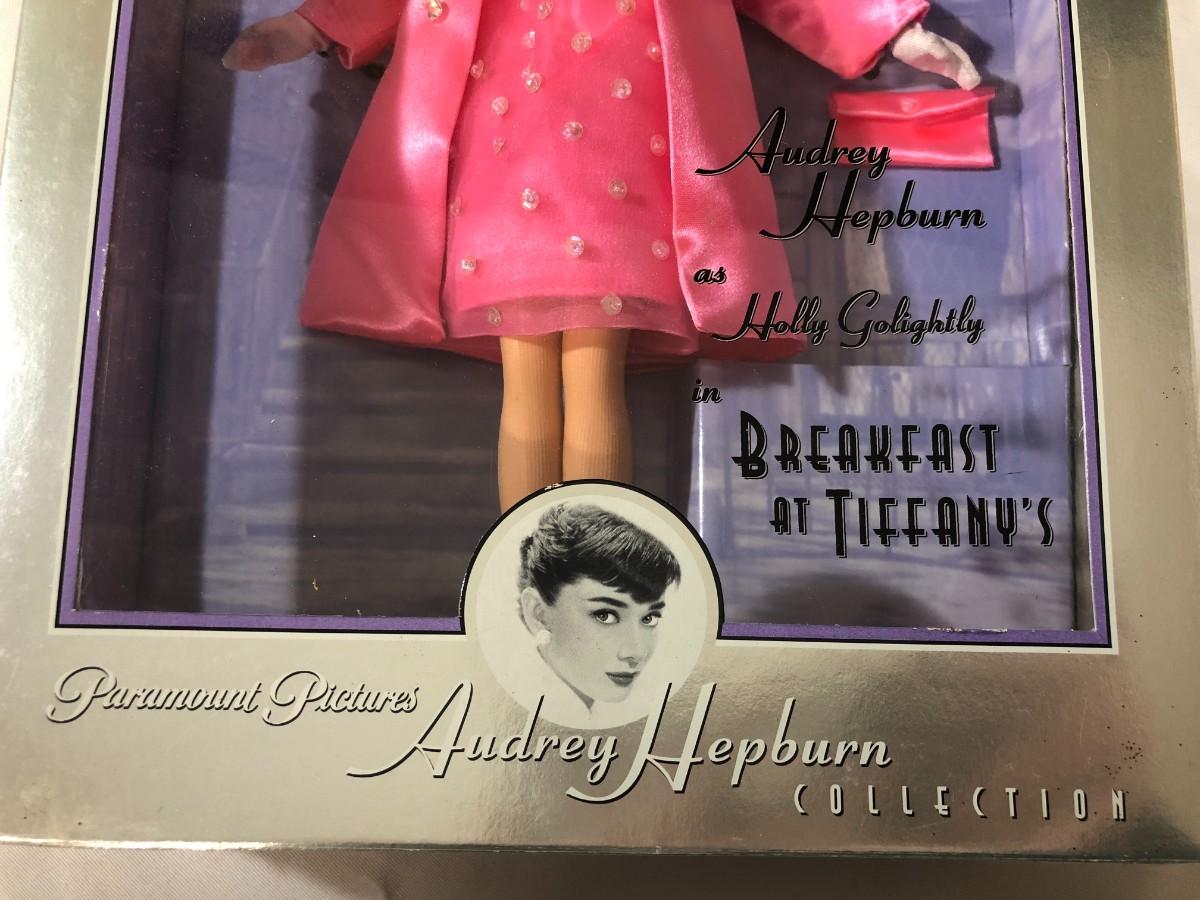 Audrey
Hepburn
as
Holly Golightly
in
BREAKFAST
AT TIFFANY'S
Paramount Pictures
Audrey Hepburn
COLLECTION